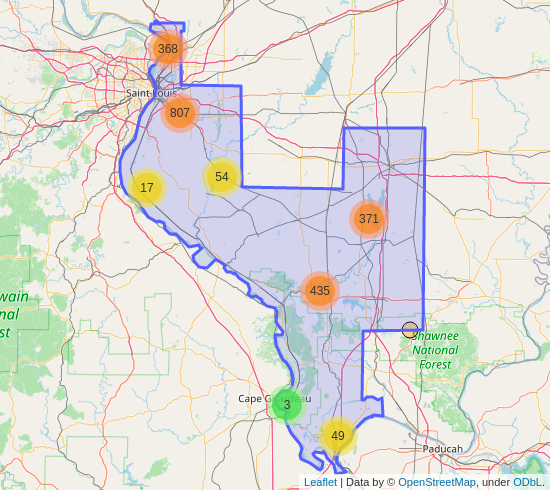 368
Saint Louis
807
54
17
371
435
wain
nal
st
Shawnee
National
Forest
Cape Girardeau
3
49
Paducah
Leaflet | Data by © OpenStreetMap, under ODbL.